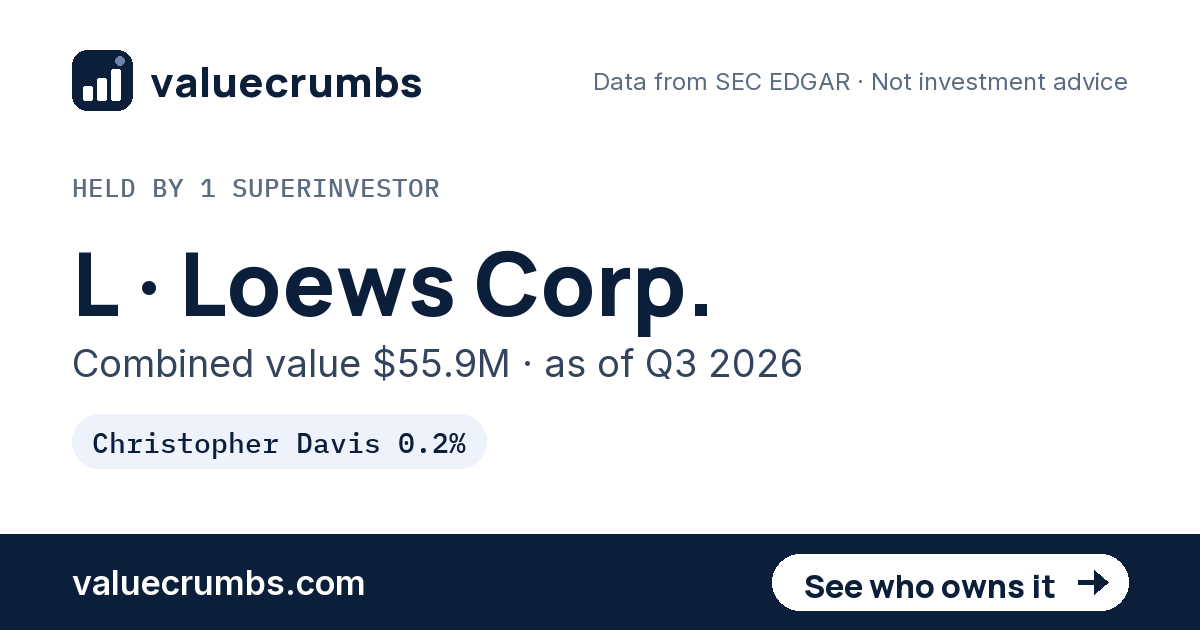 valuecrumbs
Data from SEC EDGAR · Not investment advice
HELD BY 1 SUPERINVESTOR
L · Loews Corp.
Combined value $55.9M · as of Q3 2026
Christopher Davis 0.2%
valuecrumbs.com
See who owns it →